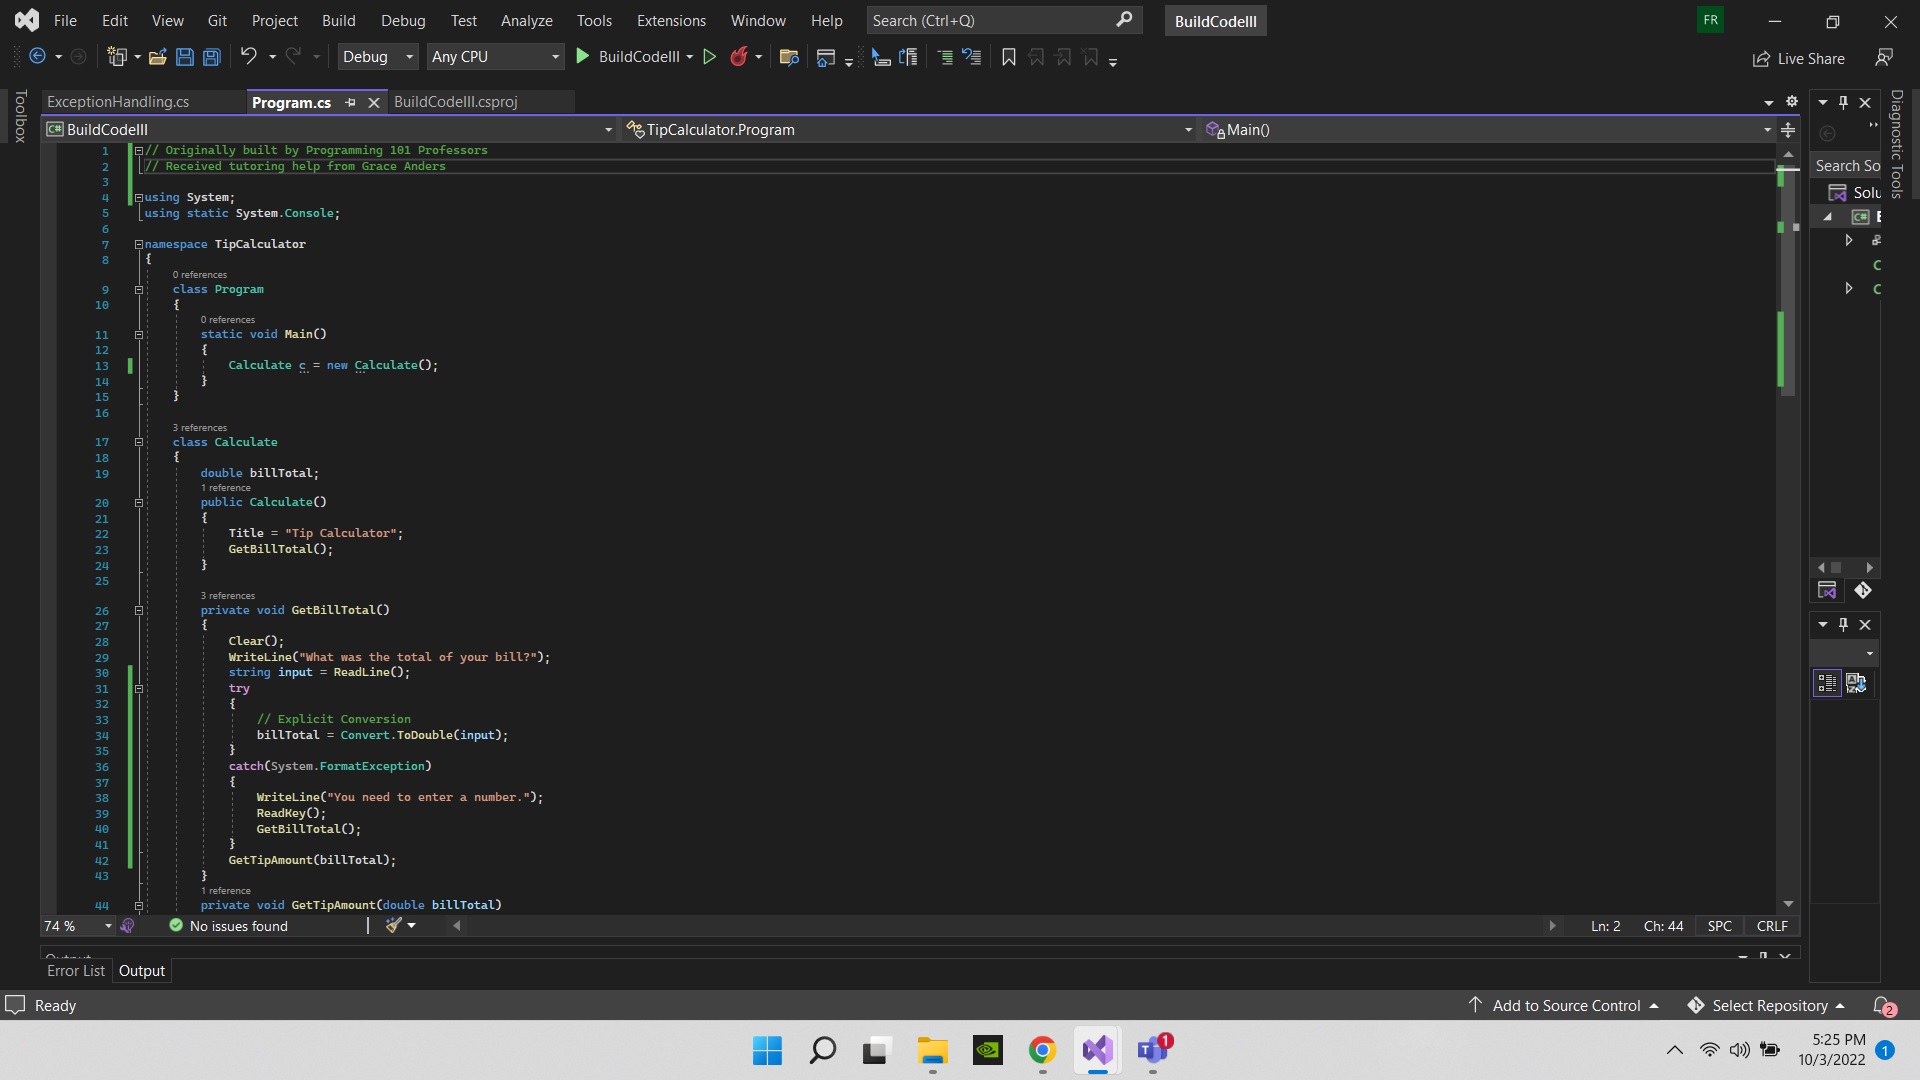 File Edit View Git Project Build Debug Test Analyze Tools Extensions Window Help Search (Ctrl+Q) BuildCodeIII FR
Debug Any CPU BuildCodeIII Live Share
Toolbox
ExceptionHandling.cs Program.cs BuildCodeIII.csproj
BuildCodeIII TipCalculator.Program Main()
1 // Originally built by Programming 101 Professors
2 // Received tutoring help from Grace Anders
3
4 using System;
5 using static System.Console;
6
7 namespace TipCalculator
8 {
0 references
9 class Program
10 {
0 references
11 static void Main()
12 {
13 Calculate c = new Calculate();
14 }
15 }
16
3 references
17 class Calculate
18 {
19 double billTotal;
1 reference
20 public Calculate()
21 {
22 Title = "Tip Calculator";
23 GetBillTotal();
24 }
25
3 references
26 private void GetBillTotal()
27 {
28 Clear();
29 WriteLine("What was the total of your bill?");
30 string input = ReadLine();
31 try
32 {
33 // Explicit Conversion
34 billTotal = Convert.ToDouble(input);
35 }
36 catch(System.FormatException)
37 {
38 WriteLine("You need to enter a number.");
39 ReadKey();
40 GetBillTotal();
41 }
42 GetTipAmount(billTotal);
43 }
1 reference
44 private void GetTipAmount(double billTotal)
74 % No issues found Ln: 2 Ch: 44 SPC CRLF
Search So
Solu
Diagnostic Tools
Error List Output
Ready Add to Source Control Select Repository 2
1
5:25 PM
10/3/2022 1